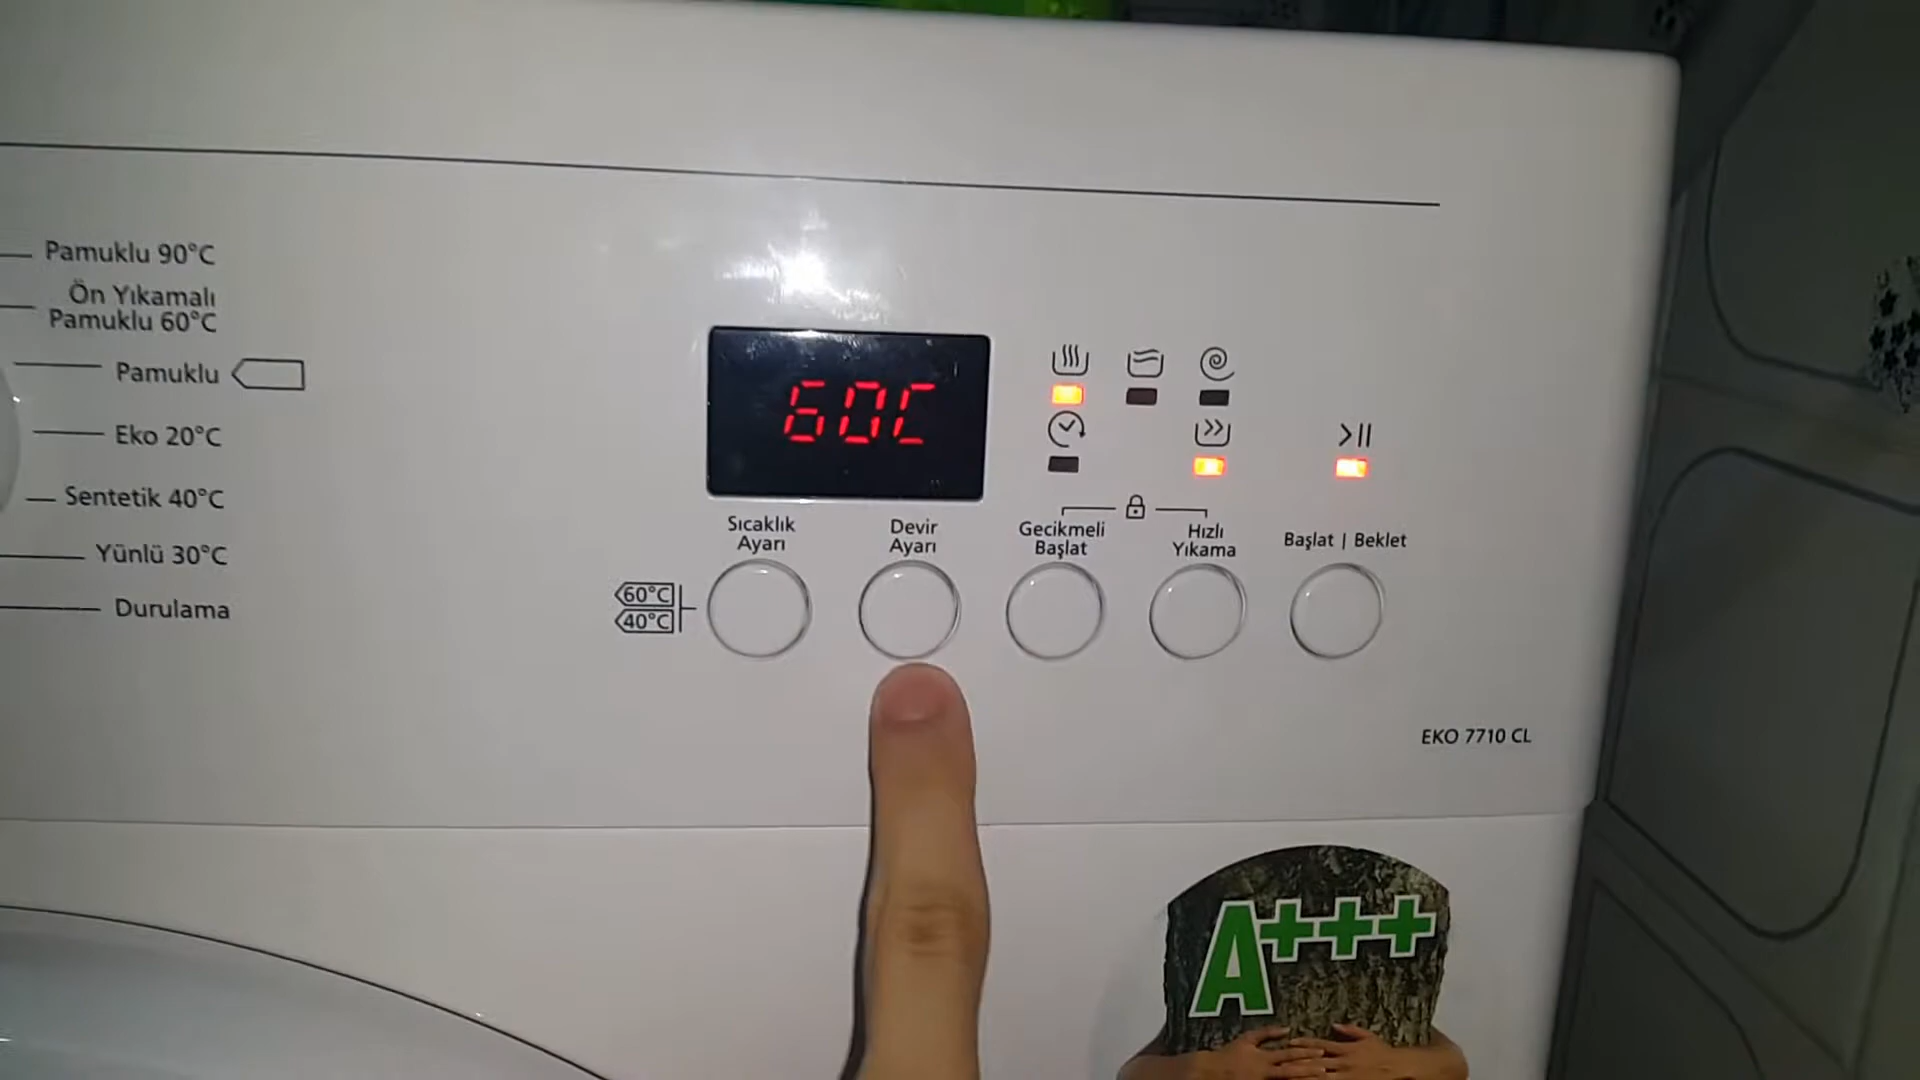 Pamuklu 90°C
Ön Yıkamalı
Pamuklu 60°C
Pamuklu
Eko 20°C
Sentetik 40°C
Yünlü 30°C
Durulama
60C
Sıcaklık
Ayarı
Devir
Ayarı
Gecikmeli
Başlat
Hızlı
Yıkama
Başlat | Beklet
60°C
40°C
EKO 7710 CL
A+++